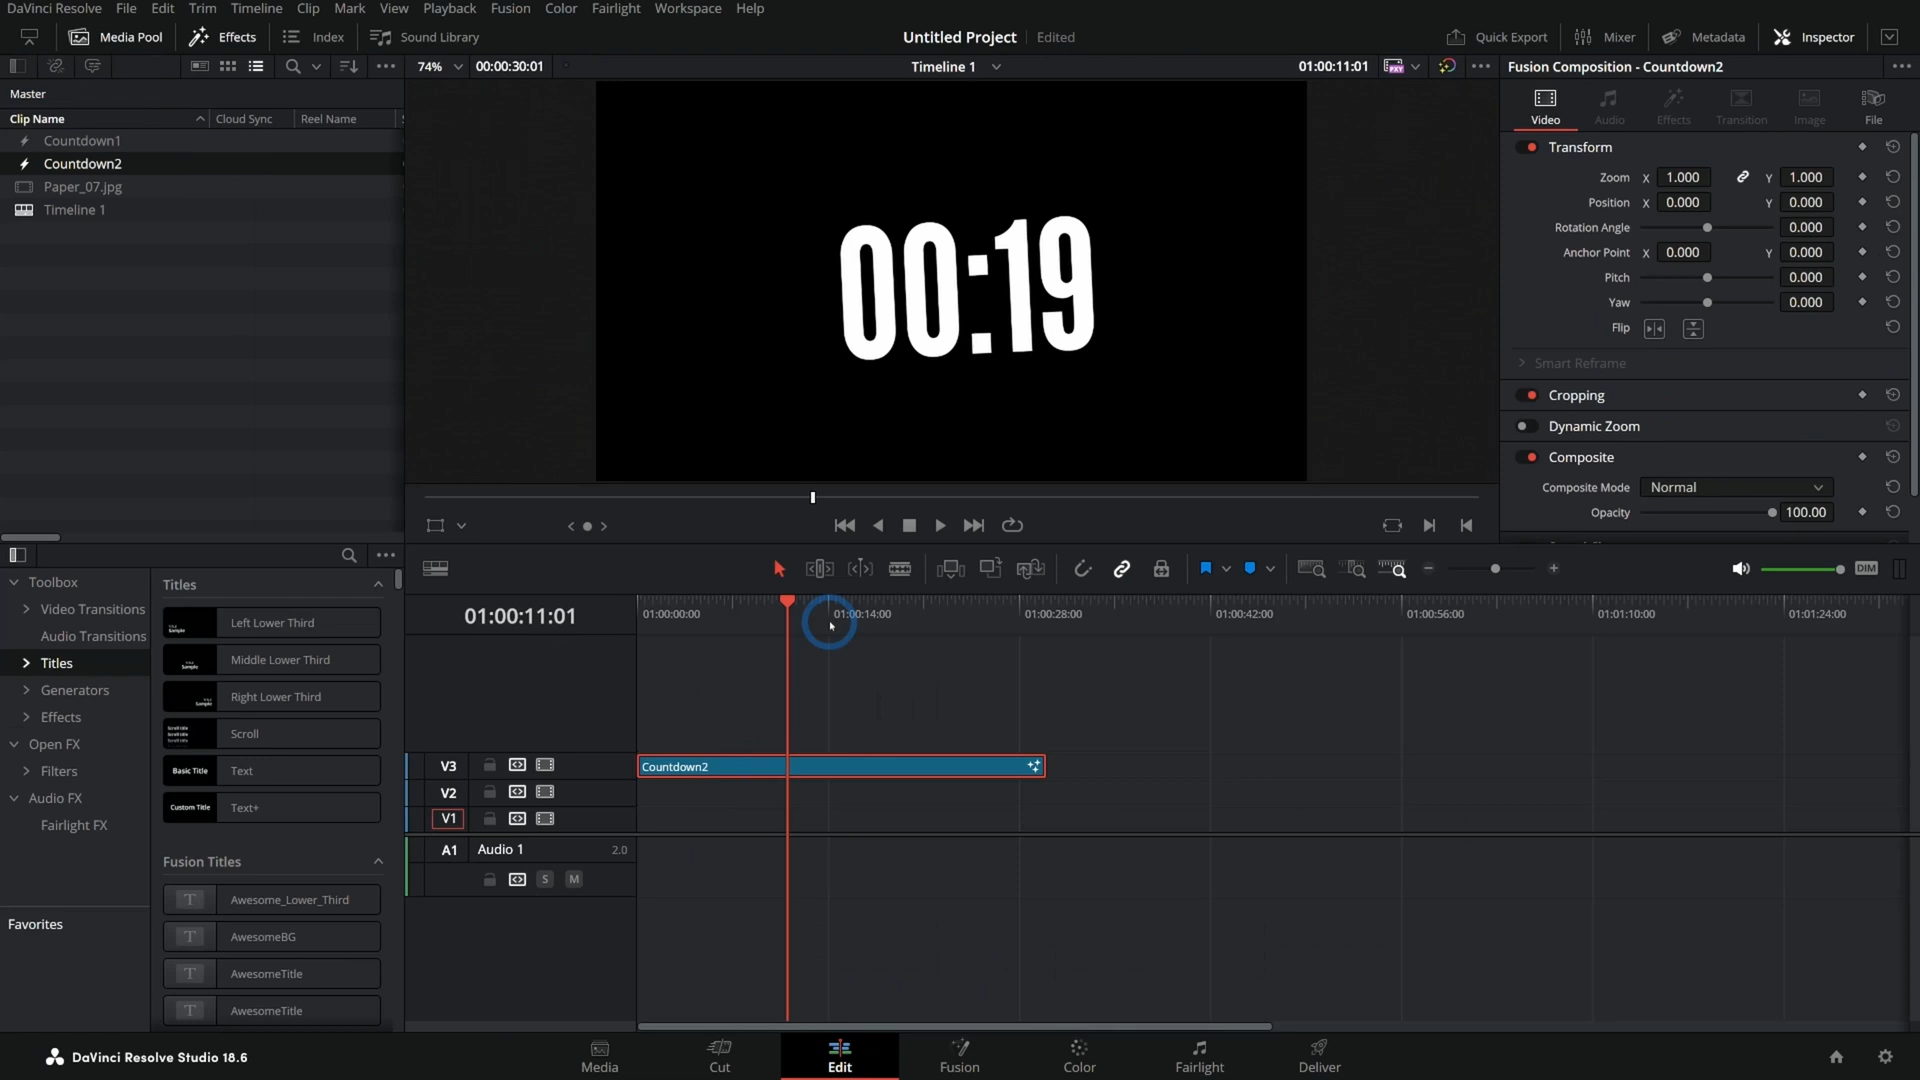 DaVinci Resolve File Edit Trim Timeline Clip Mark View Playback Fusion Color Fairlight Workspace Help
Media Pool Effects Index Sound Library Untitled Project Edited Quick Export Mixer Metadata Inspector
74% 00:00:30:01 Timeline 1 01:00:11:01 PXY Fusion Composition - Countdown2
Master
Clip Name Cloud Sync Reel Name
Countdown1
Countdown2
Paper_07.jpg
Timeline 1
00:19
Video Audio Effects Transition Image File
Transform
Zoom X 1.000 Y 1.000
Position X 0.000 Y 0.000
Rotation Angle 0.000
Anchor Point X 0.000 Y 0.000
Pitch 0.000
Yaw 0.000
Flip
Smart Reframe
Cropping
Dynamic Zoom
Composite
Composite Mode Normal
Opacity 100.00
Toolbox
Video Transitions
Audio Transitions
Titles
Generators
Effects
Open FX
Filters
Audio FX
Fairlight FX
Favorites
Titles
Left Lower Third
Middle Lower Third
Right Lower Third
Scroll
Basic Title Text
Custom Title Text+
Fusion Titles
T Awesome_Lower_Third
T AwesomeBG
T AwesomeTitle
T AwesomeTitle
DIM
01:00:11:01
01:00:00:00 01:00:14:00 01:00:28:00 01:00:42:00 01:00:56:00 01:01:10:00 01:01:24:00
V3 Countdown2
V2
V1
A1 Audio 1 2.0
S M
DaVinci Resolve Studio 18.6
Media Cut Edit Fusion Color Fairlight Deliver